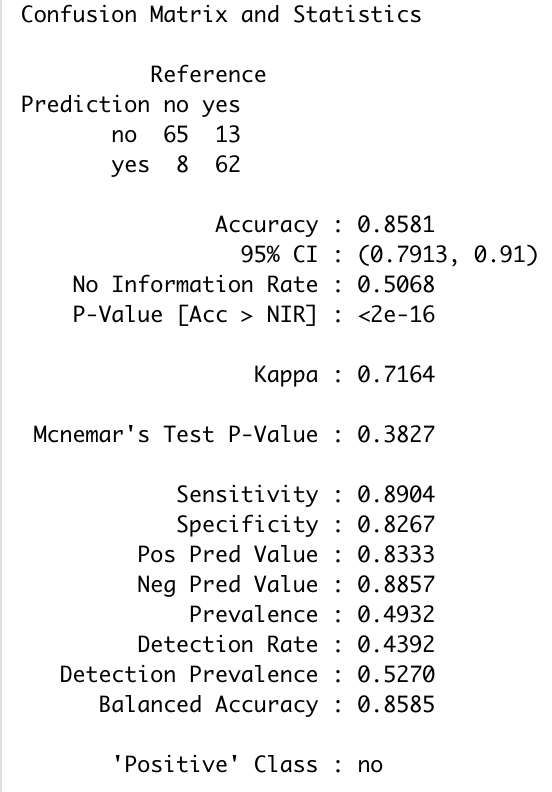 Confusion Matrix and Statistics
Reference
Prediction no yes
no 65 13
yes 8 62
Accuracy : 0.8581
95% CI : (0.7913, 0.91)
No Information Rate : 0.5068
P-Value [Acc > NIR] : <2e-16
Kappa : 0.7164
Mcnemar's Test P-Value : 0.3827
Sensitivity : 0.8904
Specificity : 0.8267
Pos Pred Value : 0.8333
Neg Pred Value : 0.8857
Prevalence : 0.4932
Detection Rate : 0.4392
Detection Prevalence : 0.5270
Balanced Accuracy : 0.8585
'Positive' Class : no